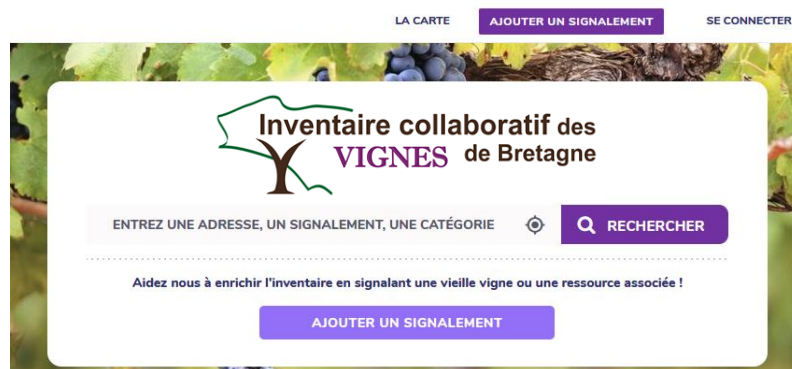 LA CARTE AJOUTER UN SIGNALEMENT SE CONNECTER
Inventaire collaboratif des
VIGNES de Bretagne
ENTREZ UNE ADRESSE, UN SIGNALEMENT, UNE CATÉGORIE RECHERCHER
Aidez nous à enrichir l'inventaire en signalant une vieille vigne ou une ressource associée !
AJOUTER UN SIGNALEMENT